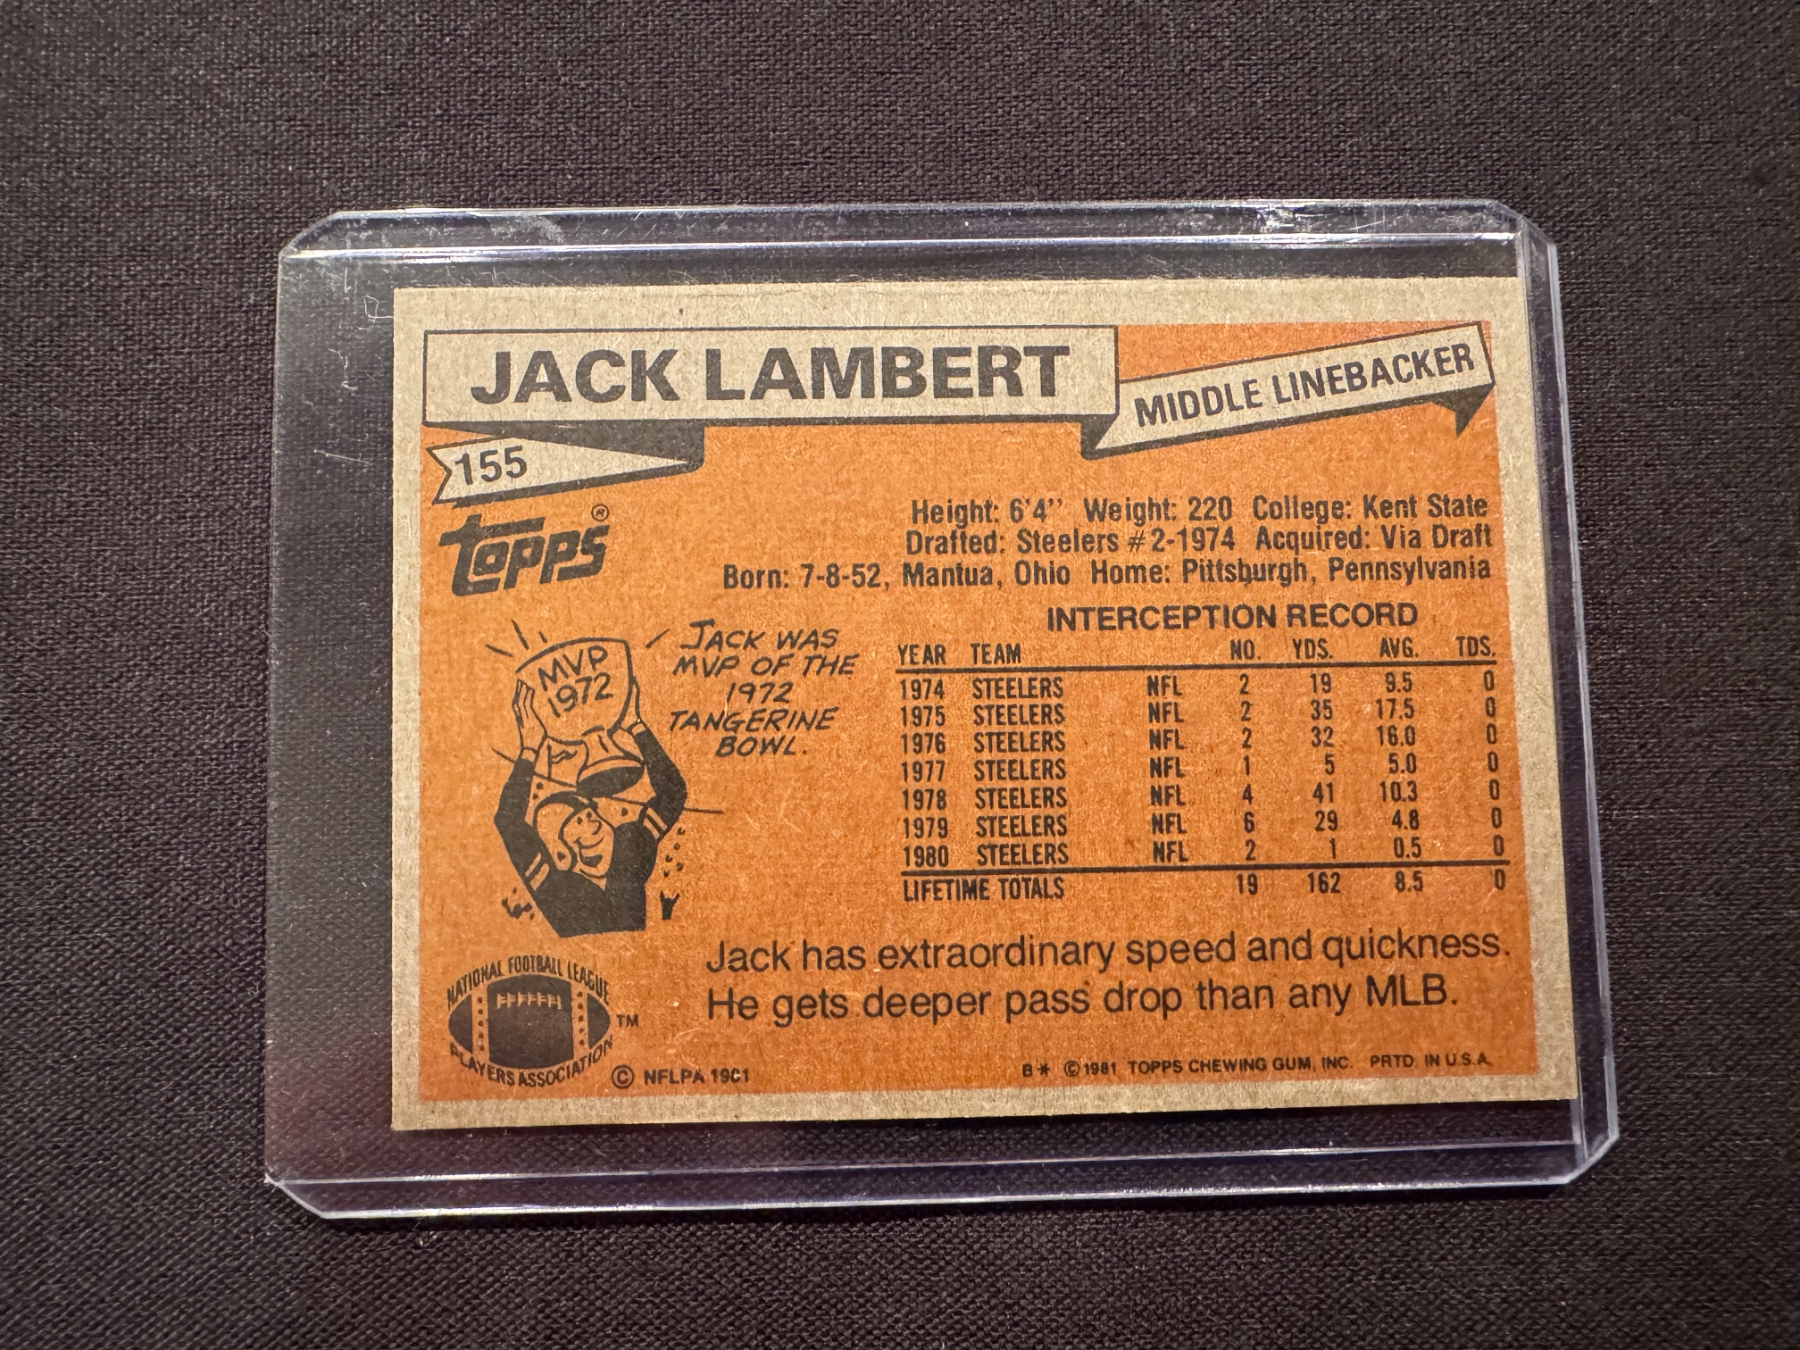 JACK LAMBERT
MIDDLE LINEBACKER
155
topps ®
Height: 6'4'' Weight: 220 College: Kent State
Drafted: Steelers #2-1974 Acquired: Via Draft
Born: 7-8-52, Mantua, Ohio Home: Pittsburgh, Pennsylvania
MVP
1972
JACK WAS
MVP OF THE
1972
TANGERINE
BOWL.
INTERCEPTION RECORD
YEAR TEAM NO. YDS. AVG. TDS.
1974 STEELERS NFL 2 19 9.5 0
1975 STEELERS NFL 2 35 17.5 0
1976 STEELERS NFL 2 32 16.0 0
1977 STEELERS NFL 1 5 5.0 0
1978 STEELERS NFL 4 41 10.3 0
1979 STEELERS NFL 6 29 4.8 0
1980 STEELERS NFL 2 1 0.5 0
LIFETIME TOTALS 19 162 8.5 0
Jack has extraordinary speed and quickness.
He gets deeper pass drop than any MLB.
NATIONAL FOOTBALL LEAGUE
PLAYERS ASSOCIATION
TM
© NFLPA 1981
B* © 1981 TOPPS CHEWING GUM, INC. PRTD. IN U.S.A.